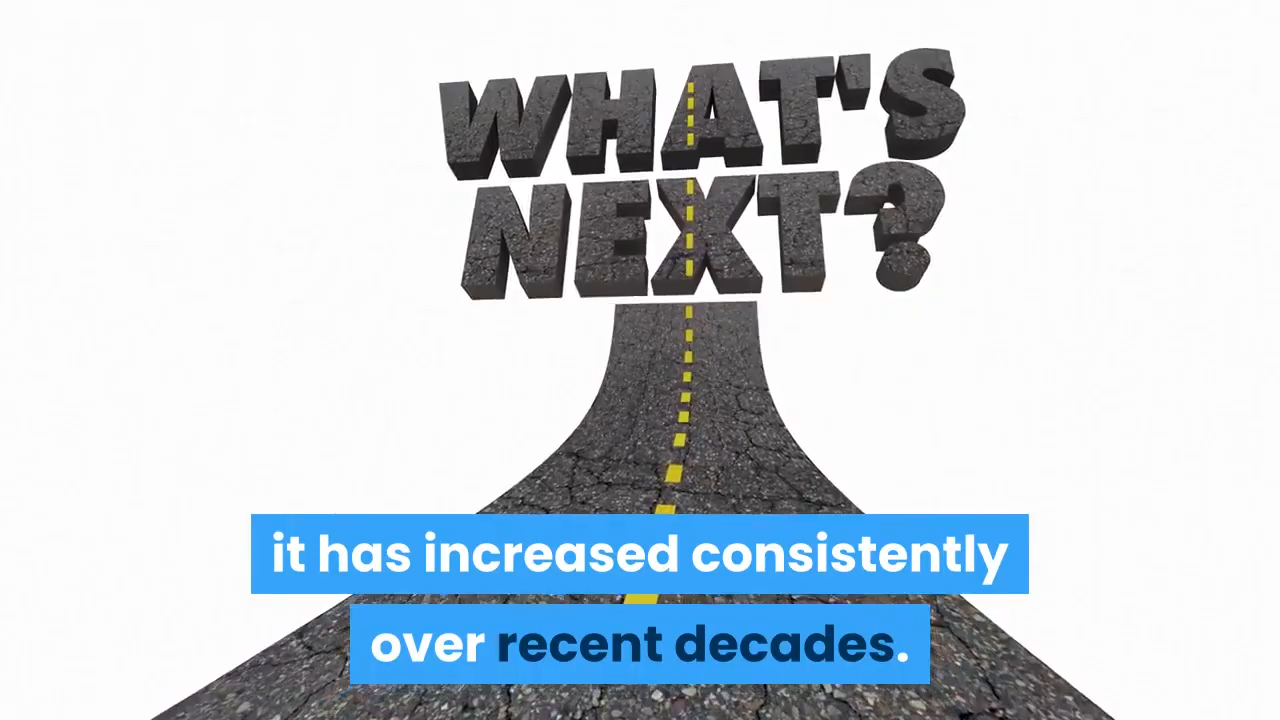 WHAT'S
NEXT?
it has increased consistently
over recent decades.